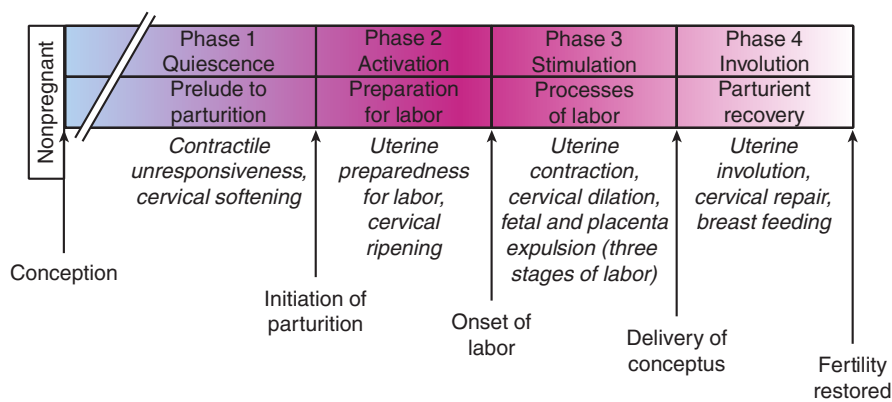 Nonpregnant
Phase 1
Quiescence
Prelude to
parturition
Contractile
unresponsiveness,
cervical softening
Phase 2
Activation
Preparation
for labor
Uterine
preparedness
for labor,
cervical
ripening
Phase 3
Stimulation
Processes
of labor
Uterine
contraction,
cervical dilation,
fetal and placenta
expulsion (three
stages of labor)
Phase 4
Involution
Parturient
recovery
Uterine
involution,
cervical repair,
breast feeding
Conception
Initiation of
parturition
Onset of
labor
Delivery of
conceptus
Fertility
restored